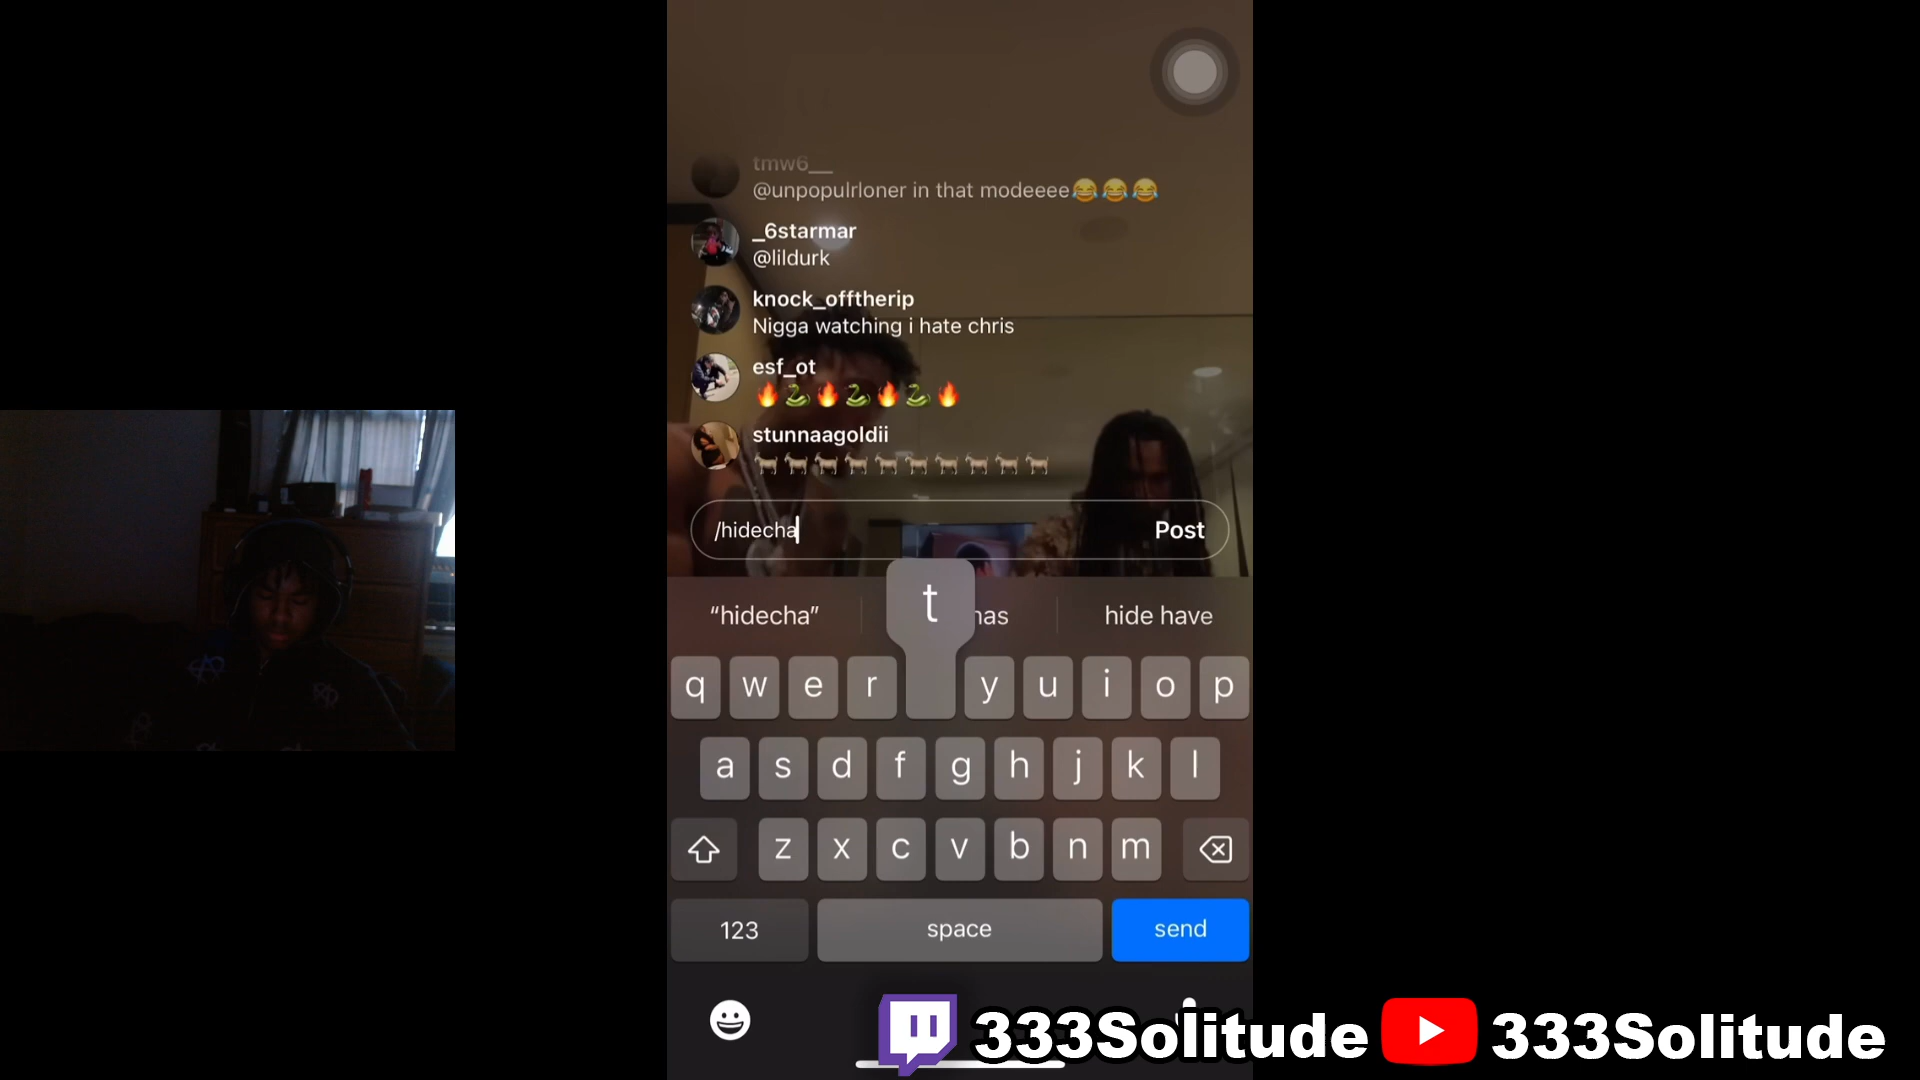 tmw6__
@unpopulrloner in that modeeee😂😂😂
_6starmar
@lildurk
knock_offtherip
Nigga watching i hate chris
esf_ot
🔥🐍🔥🐍🔥🐍🔥
stunnaagoldii
🐐🐐🐐🐐🐐🐐🐐🐐🐐🐐
/hidecha
Post
“hidecha”
hide have
t
q w e r y u i o p
a s d f g h j k l
z x c v b n m
123 space send
333Solitude 333Solitude